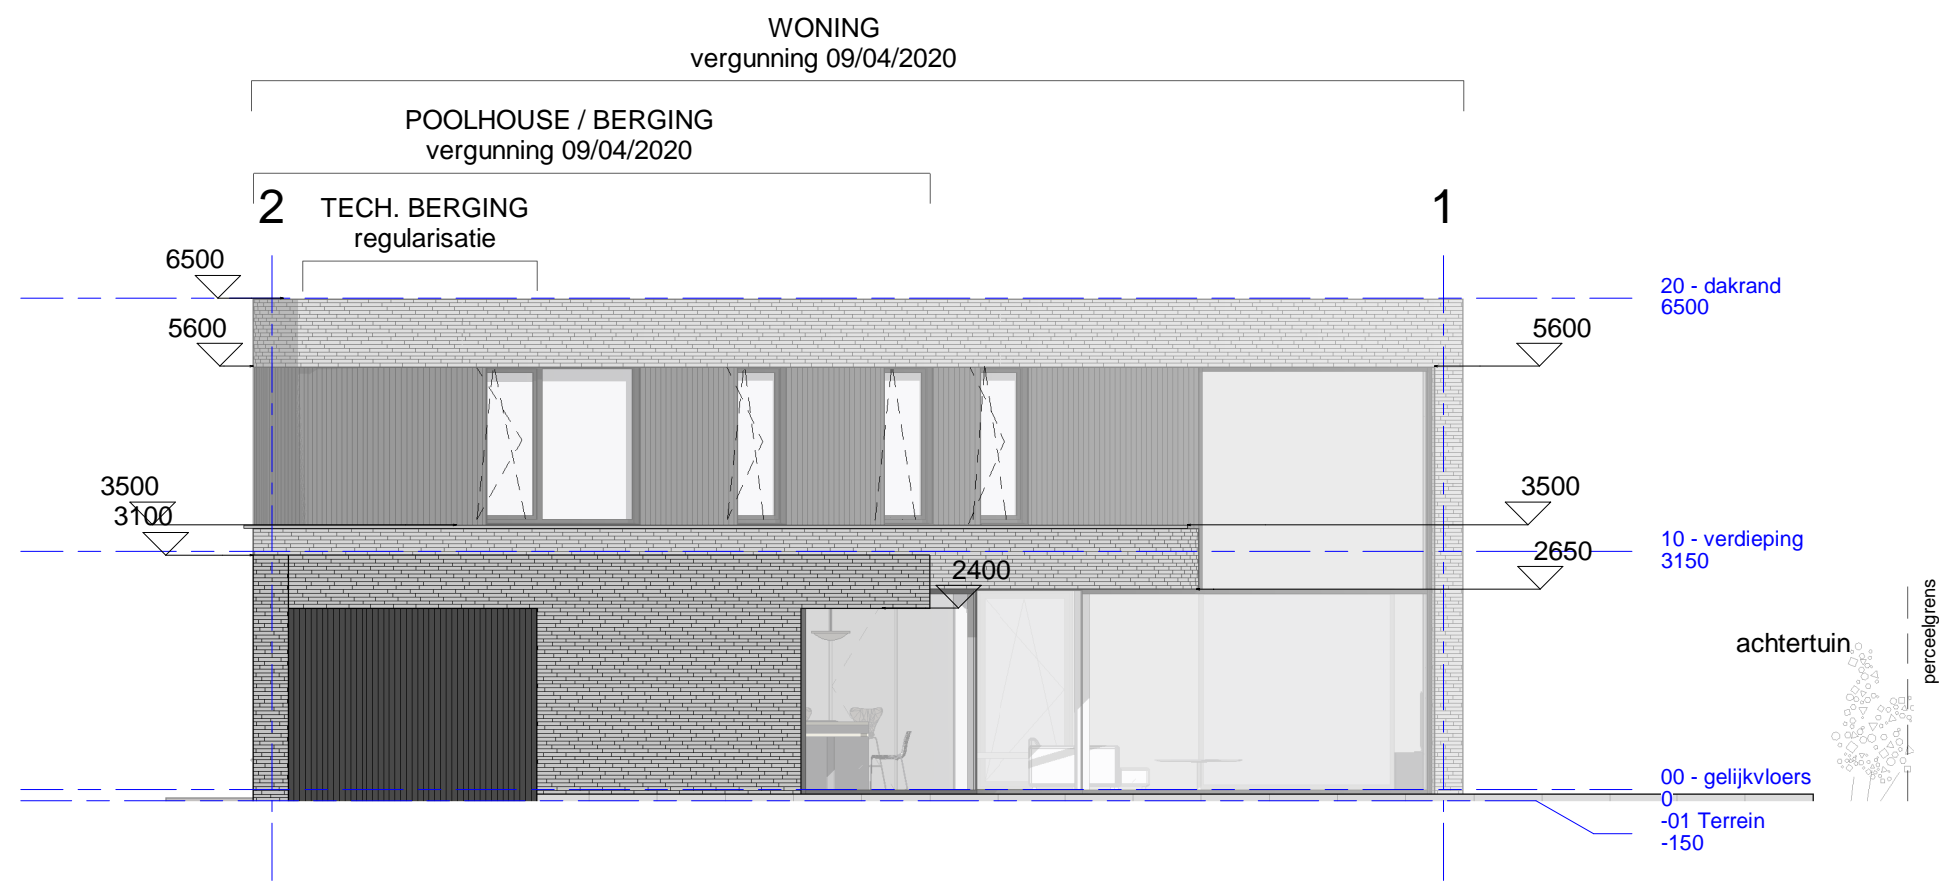 WONING
vergunning 09/04/2020
POOLHOUSE / BERGING
vergunning 09/04/2020
2
TECH. BERGING
regularisatie
1
6500
20 - dakrand
6500
5600
5600
3500
3100
3500
10 - verdieping
3150
2650
2400
achtertuin
perceelgrens
00 - gelijkvloers
0
-01 Terrein
-150